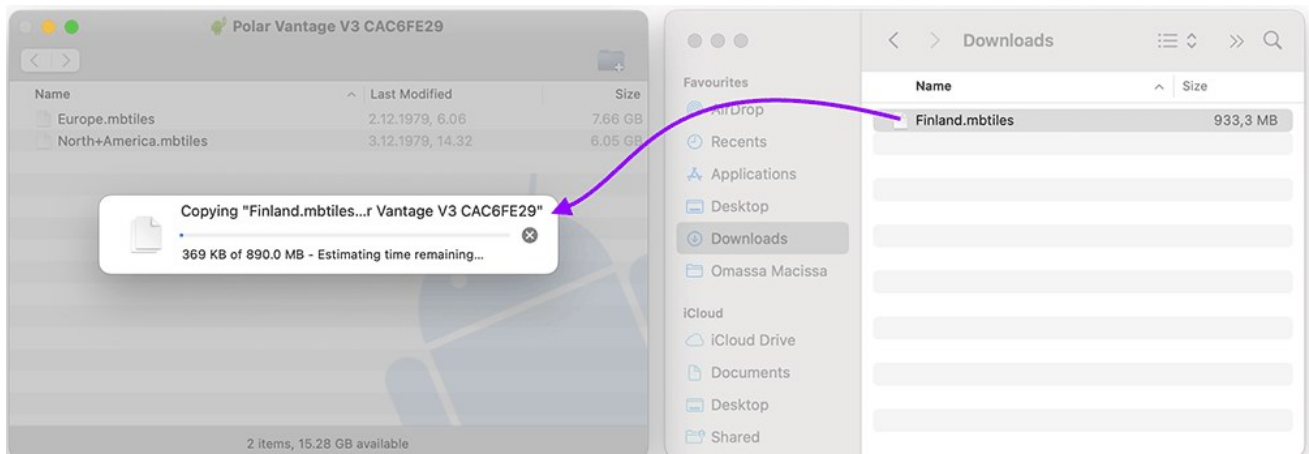 Polar Vantage V3 CAC6FE29
Name Last Modified Size
Europe.mbtiles 2.12.1979, 6.06 7.66 GB
North+America.mbtiles 3.12.1979, 14.32 6.05 GB
Copying "Finland.mbtiles...r Vantage V3 CAC6FE29"
369 KB of 890.0 MB - Estimating time remaining...
2 items, 15.28 GB available
Downloads
Favourites
AirDrop
Recents
Applications
Desktop
Downloads
Omassa Macissa
iCloud
iCloud Drive
Documents
Desktop
Shared
Name Size
Finland.mbtiles 933,3 MB